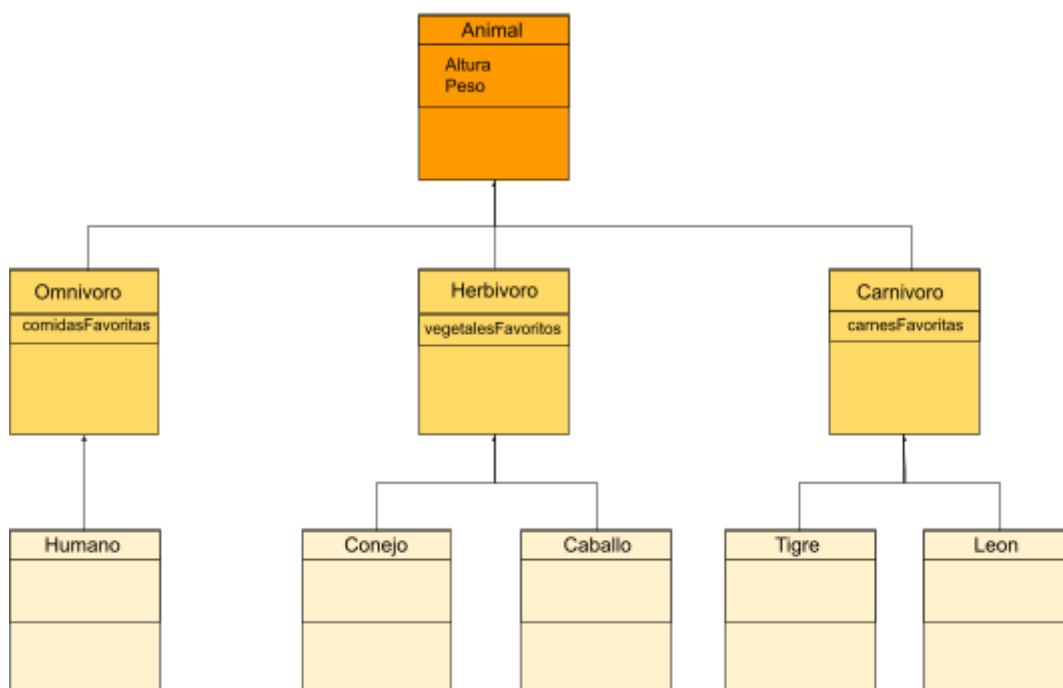 Animal
Altura
Peso
Omnivoro
comidasFavoritas
Herbivoro
vegetalesFavoritos
Carnivoro
carnesFavoritas
Humano
Conejo
Caballo
Tigre
Leon